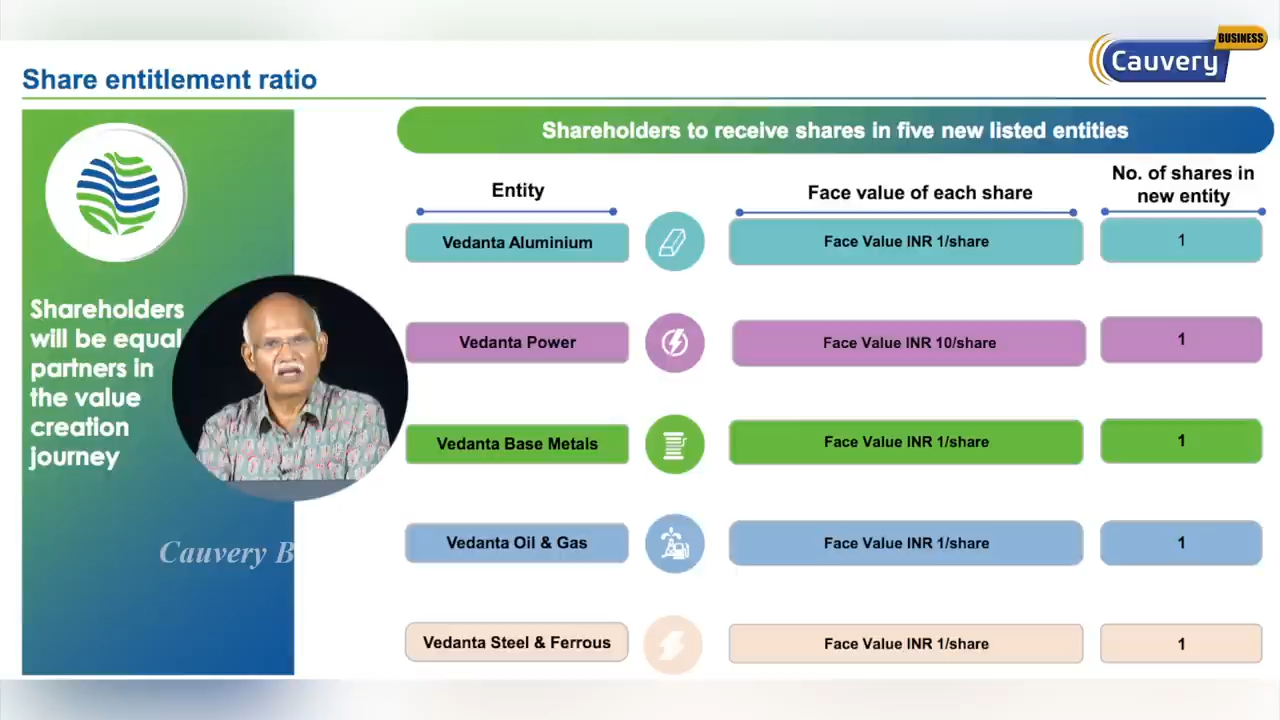 BUSINESS
Cauvery
Share entitlement ratio
Shareholders to receive shares in five new listed entities
Entity
Face value of each share
No. of shares in
new entity
Vedanta Aluminium
Face Value INR 1/share
1
Vedanta Power
Face Value INR 10/share
1
Vedanta Base Metals
Face Value INR 1/share
1
Vedanta Oil & Gas
Face Value INR 1/share
1
Vedanta Steel & Ferrous
Face Value INR 1/share
1
Shareholders
will be equal
partners in
the value
creation
journey
Cauvery B